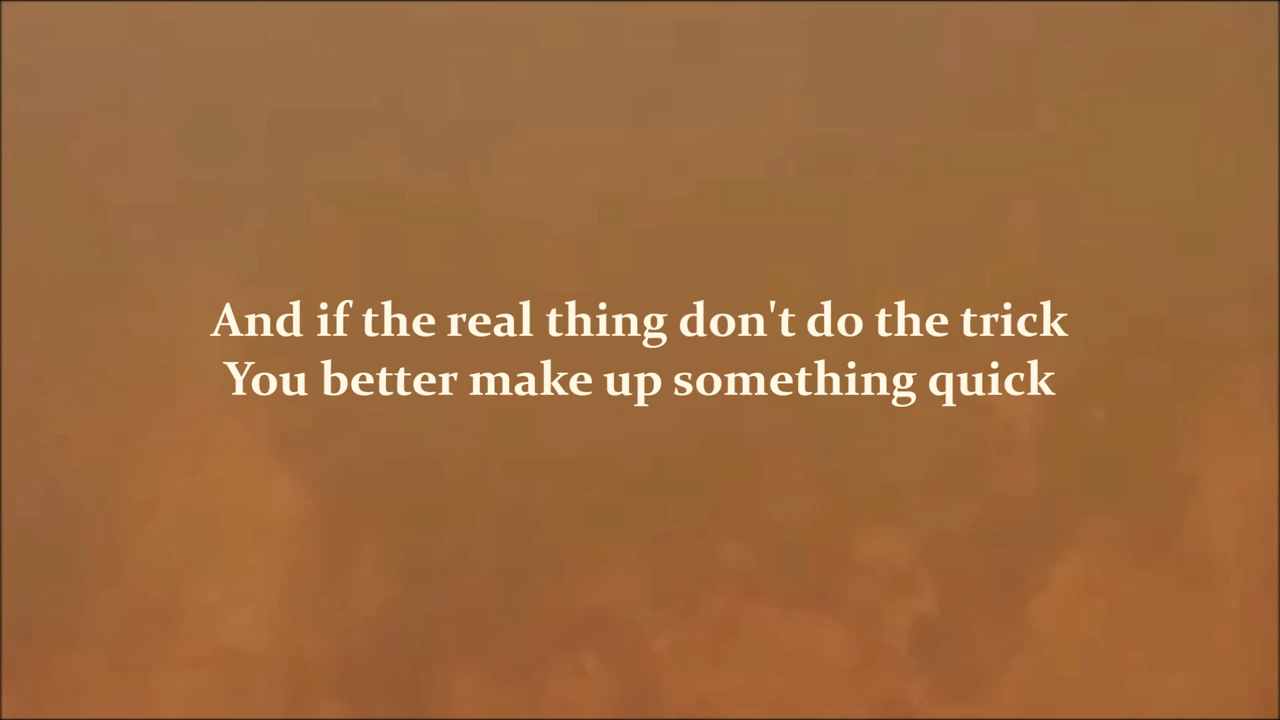 And if the real thing don't do the trick
You better make up something quick